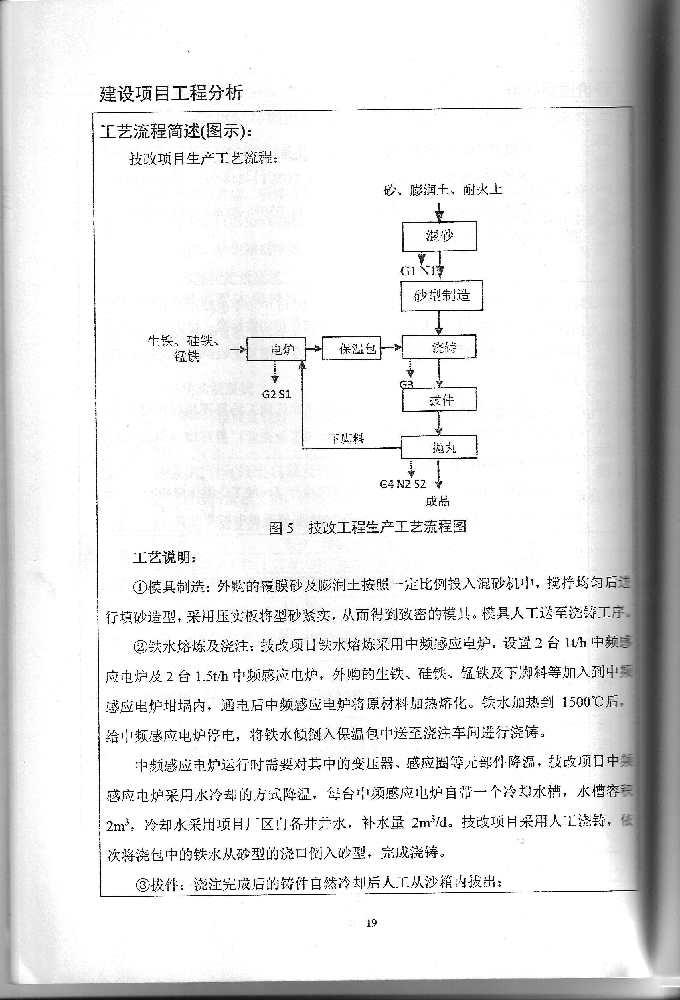 建设项目工程分析
工艺流程简述(图示)：
技改项目生产工艺流程：
砂、膨润土、耐火土
混砂
G1 N1
砂型制造
生铁、硅铁、
锰铁
电炉
保温包
浇铸
G2 S1
G3
拔件
下脚料
抛丸
G4 N2 S2
成品
图 5 技改工程生产工艺流程图
工艺说明：
①模具制造：外购的覆膜砂及膨润土按照一定比例投入混砂机中，搅拌均匀后进
行填砂造型，采用压实板将型砂紧实，从而得到致密的模具。模具人工送至浇铸工序。
②铁水熔炼及浇注：技改项目铁水熔炼采用中频感应电炉，设置 2 台 1t/h 中频感
应电炉及 2 台 1.5t/h 中频感应电炉，外购的生铁、硅铁、锰铁及下脚料等加入到中频
感应电炉坩埚内，通电后中频感应电炉将原材料加热熔化。铁水加热到 1500℃后，
给中频感应电炉停电，将铁水倾倒入保温包中送至浇注车间进行浇铸。
中频感应电炉运行时需要对其中的变压器、感应圈等元部件降温，技改项目中频
感应电炉采用水冷却的方式降温，每台中频感应电炉自带一个冷却水槽，水槽容积
2m³，冷却水采用项目厂区自备井井水，补水量 2m³/d。技改项目采用人工浇铸，依
次将浇包中的铁水从砂型的浇口倒入砂型，完成浇铸。
③拔件：浇注完成后的铸件自然冷却后人工从沙箱内拔出；
19